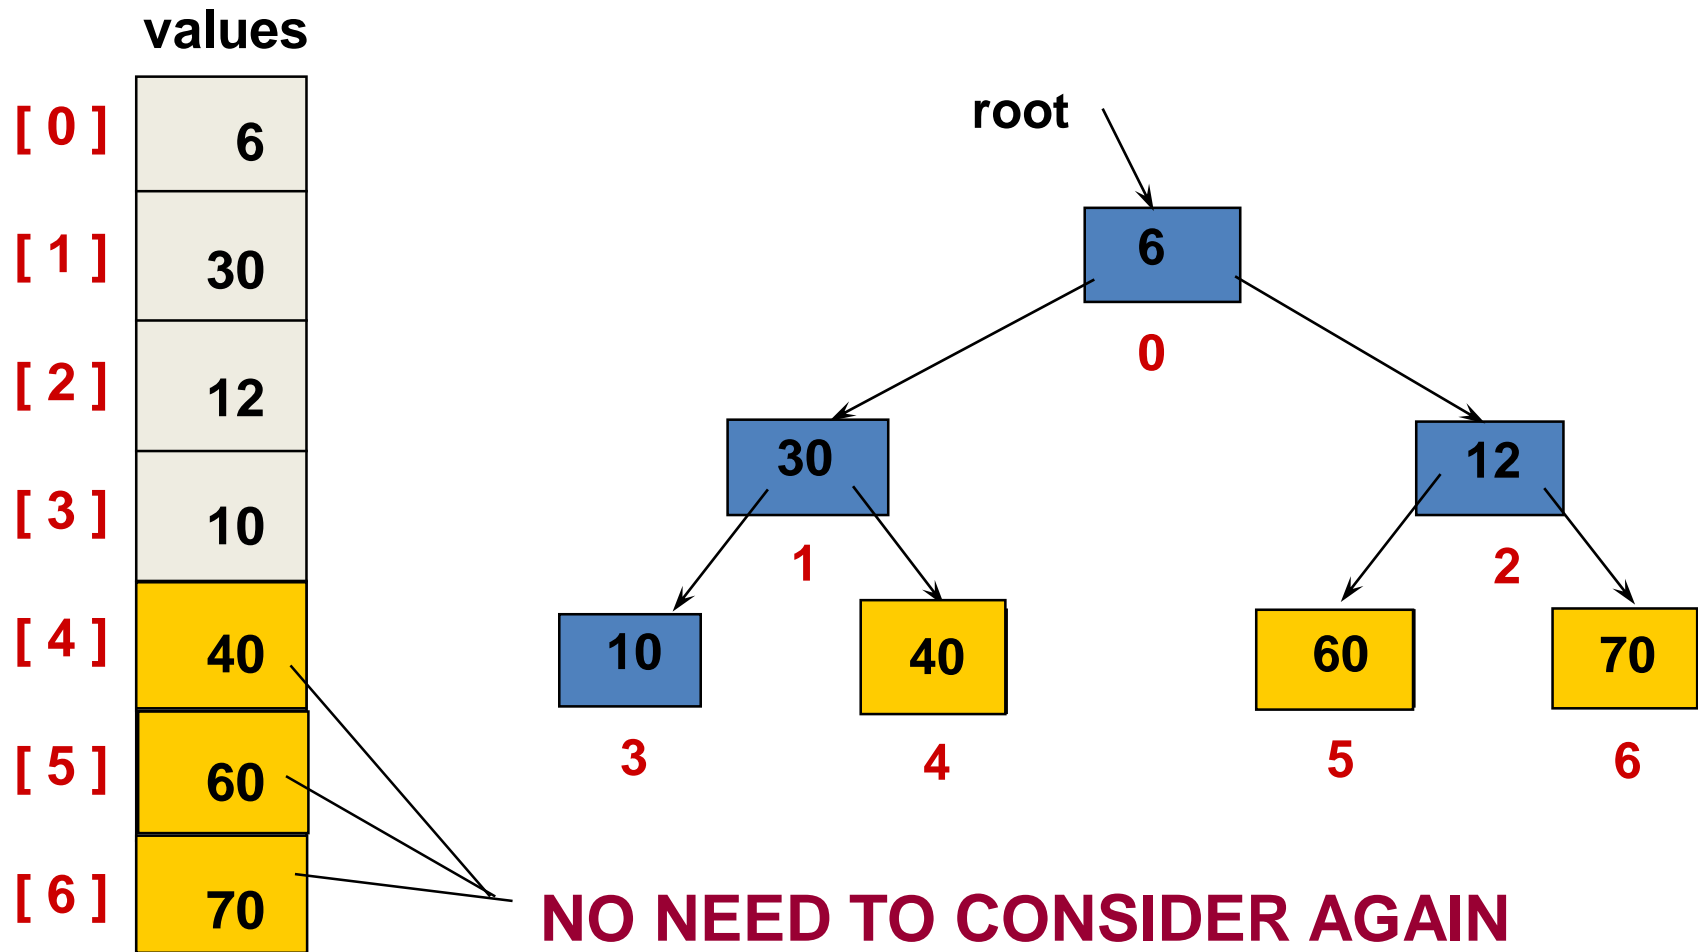 values
[ 0 ] 6
[ 1 ] 30
[ 2 ] 12
[ 3 ] 10
[ 4 ] 40
[ 5 ] 60
[ 6 ] 70
root
6
0
30 12
1 2
10 40 60 70
3 4 5 6
NO NEED TO CONSIDER AGAIN